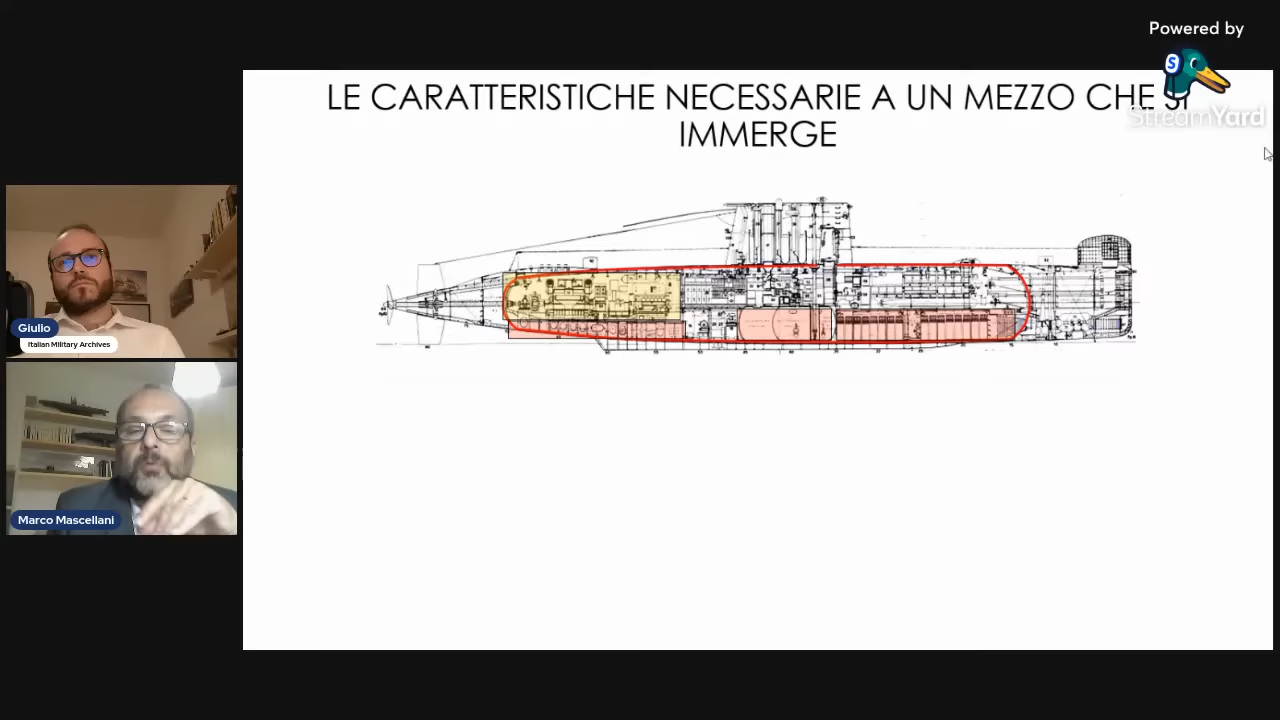 Powered by
StreamYard
LE CARATTERISTICHE NECESSARIE A UN MEZZO CHE SI
IMMERGE
Giulio
Italian Military Archives
Marco Mascellani